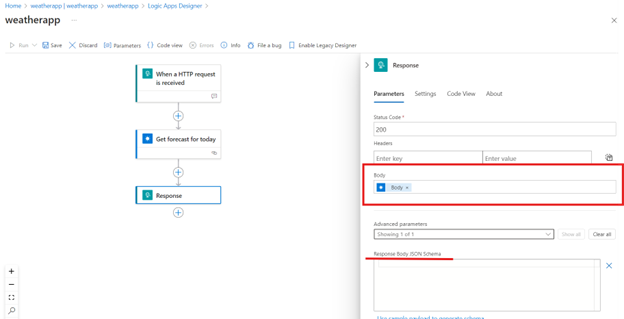 Home > weatherapp | weatherapp > weatherapp > Logic Apps Designer >
weatherapp ...
Run Save Discard Parameters Code view Errors Info File a bug Enable Legacy Designer
When a HTTP request
is received
Get forecast for today
Response
Response
Parameters Settings Code View About
Status Code *
200
Headers
Enter key Enter value
Body
Body ×
Advanced parameters
Showing 1 of 1 Show all Clear all
Response Body JSON Schema
Use sample payload to generate schema